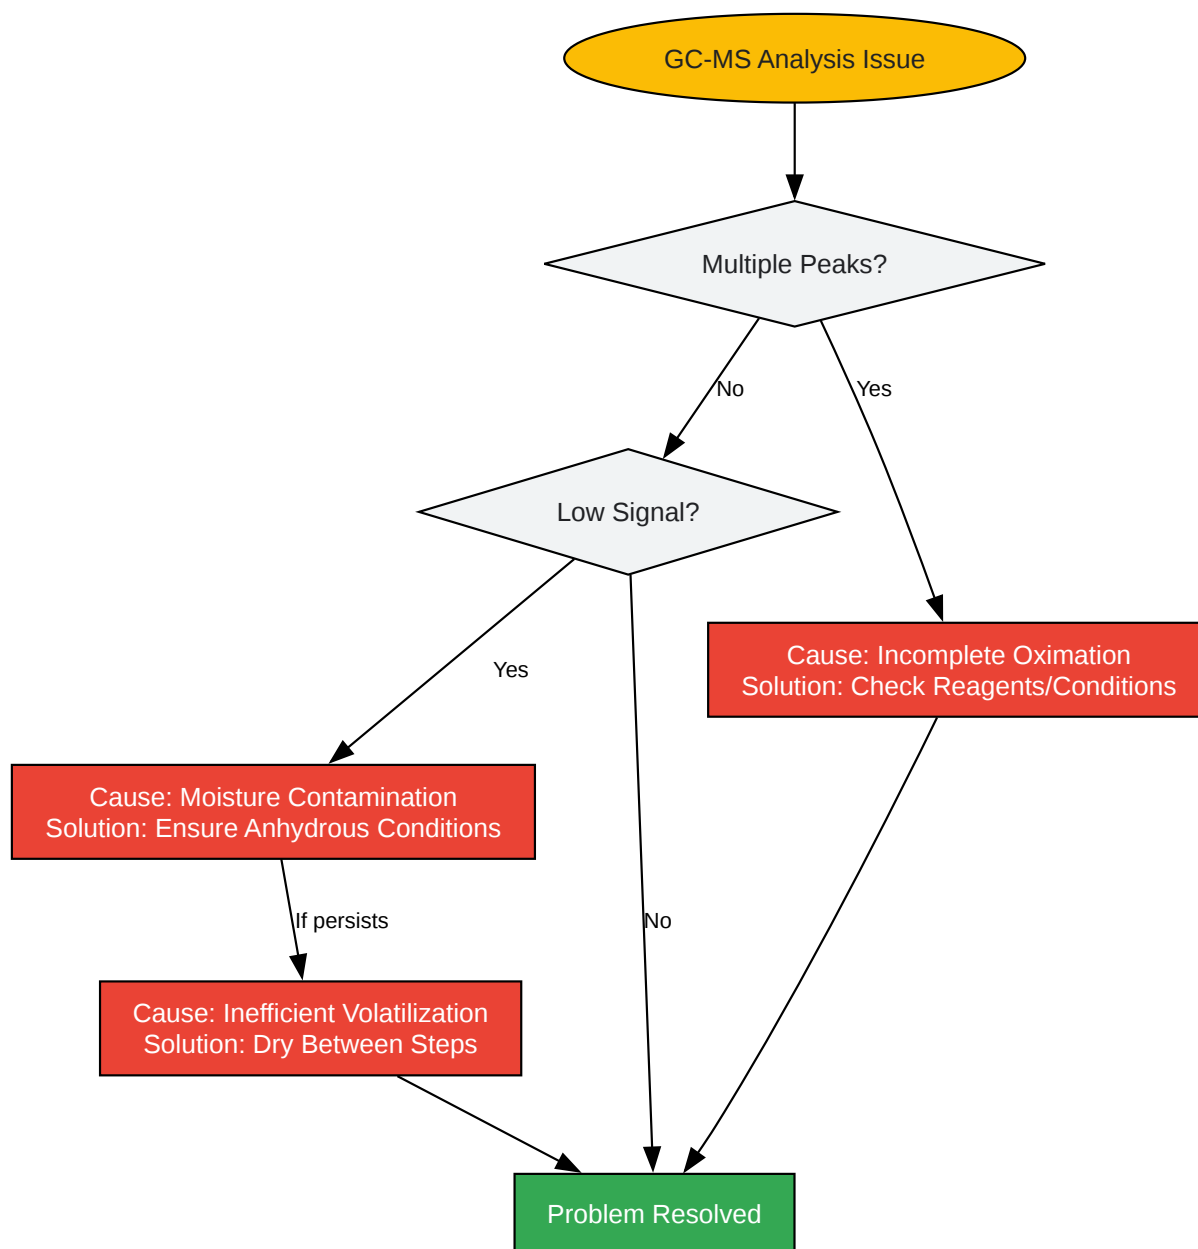 GC-MS Analysis Issue
Multiple Peaks?
No
Yes
Low Signal?
Yes
Cause: Incomplete Oximation
Solution: Check Reagents/Conditions
Cause: Moisture Contamination
Solution: Ensure Anhydrous Conditions
If persists
No
Cause: Inefficient Volatilization
Solution: Dry Between Steps
Problem Resolved